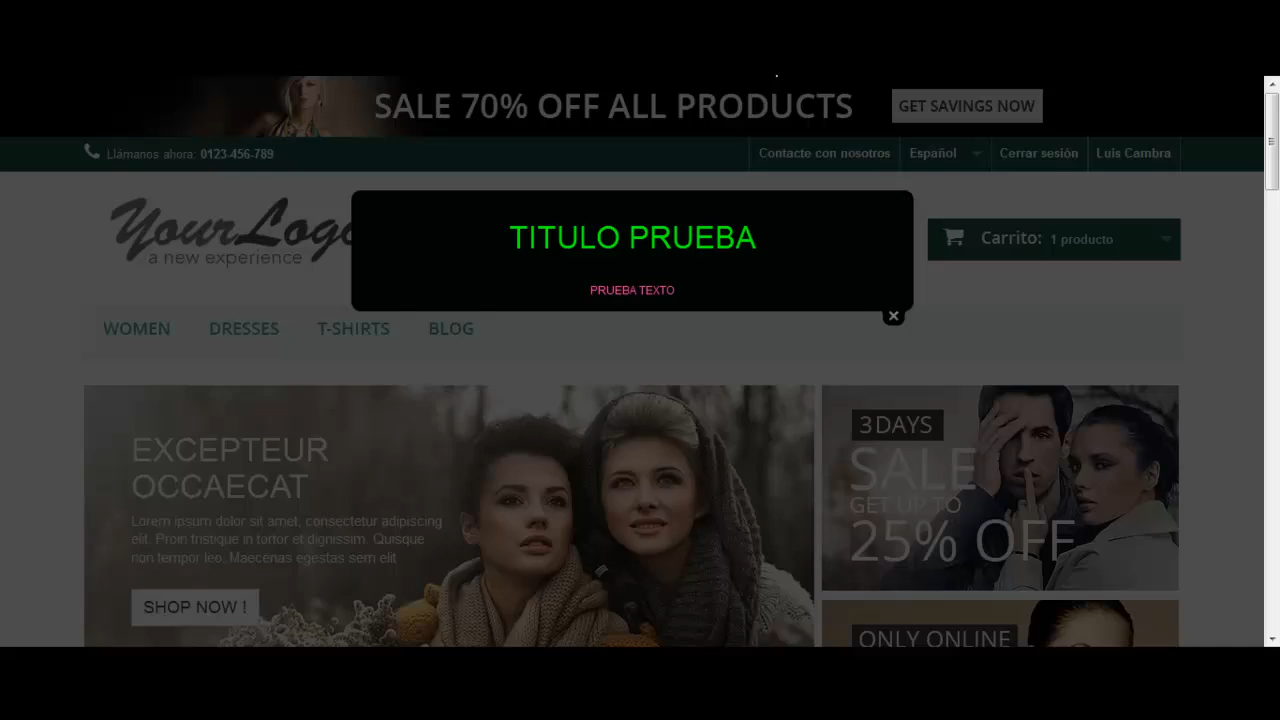 SALE 70% OFF ALL PRODUCTS
GET SAVINGS NOW
Llámanos ahora: 0123-456-789
Contacte con nosotros
Español
Cerrar sesión
Luis Cambra
YourLogo
a new experience
TITULO PRUEBA
PRUEBA TEXTO
Carrito: 1 producto
WOMEN
DRESSES
T-SHIRTS
BLOG
EXCEPTEUR
OCCAECAT
Lorem ipsum dolor sit amet, consectetur adipiscing
elit. Proin tristique in tortor et dignissim. Quisque
non tempor leo. Maecenas egestas sem elit
SHOP NOW !
3DAYS
SALE
GET UP TO
25% OFF
ONLY ONLINE